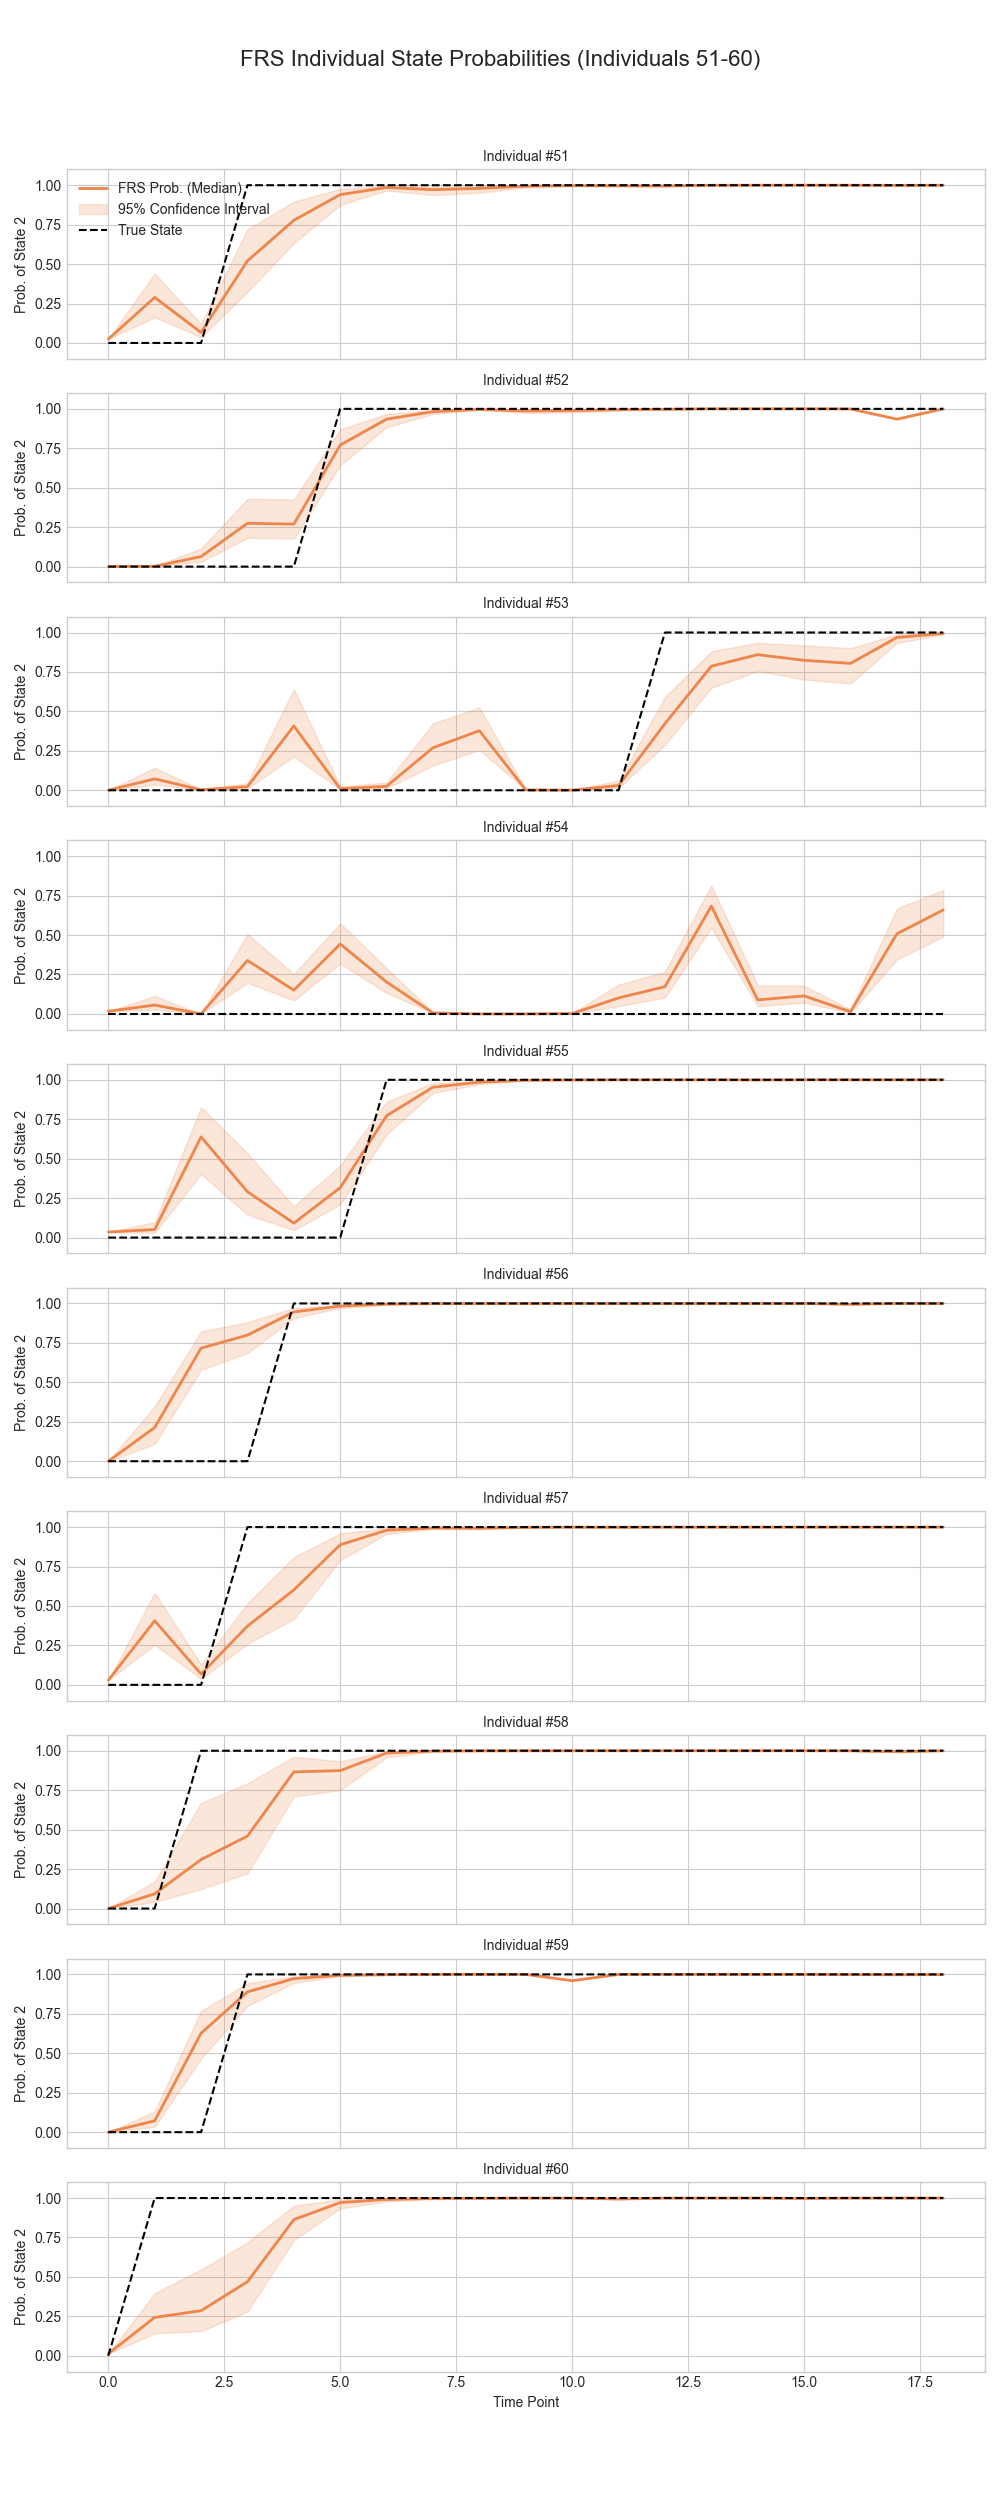 FRS Individual State Probabilities (Individuals 51-60)
Individual #51
1.00
0.75
0.50
0.25
0.00
Prob. of State 2
FRS Prob. (Median)
95% Confidence Interval
True State
Individual #52
1.00
0.75
0.50
0.25
0.00
Prob. of State 2
Individual #53
1.00
0.75
0.50
0.25
0.00
Prob. of State 2
Individual #54
1.00
0.75
0.50
0.25
0.00
Prob. of State 2
Individual #55
1.00
0.75
0.50
0.25
0.00
Prob. of State 2
Individual #56
1.00
0.75
0.50
0.25
0.00
Prob. of State 2
Individual #57
1.00
0.75
0.50
0.25
0.00
Prob. of State 2
Individual #58
1.00
0.75
0.50
0.25
0.00
Prob. of State 2
Individual #59
1.00
0.75
0.50
0.25
0.00
Prob. of State 2
Individual #60
1.00
0.75
0.50
0.25
0.00
Prob. of State 2
0.0 2.5 5.0 7.5 10.0 12.5 15.0 17.5
Time Point